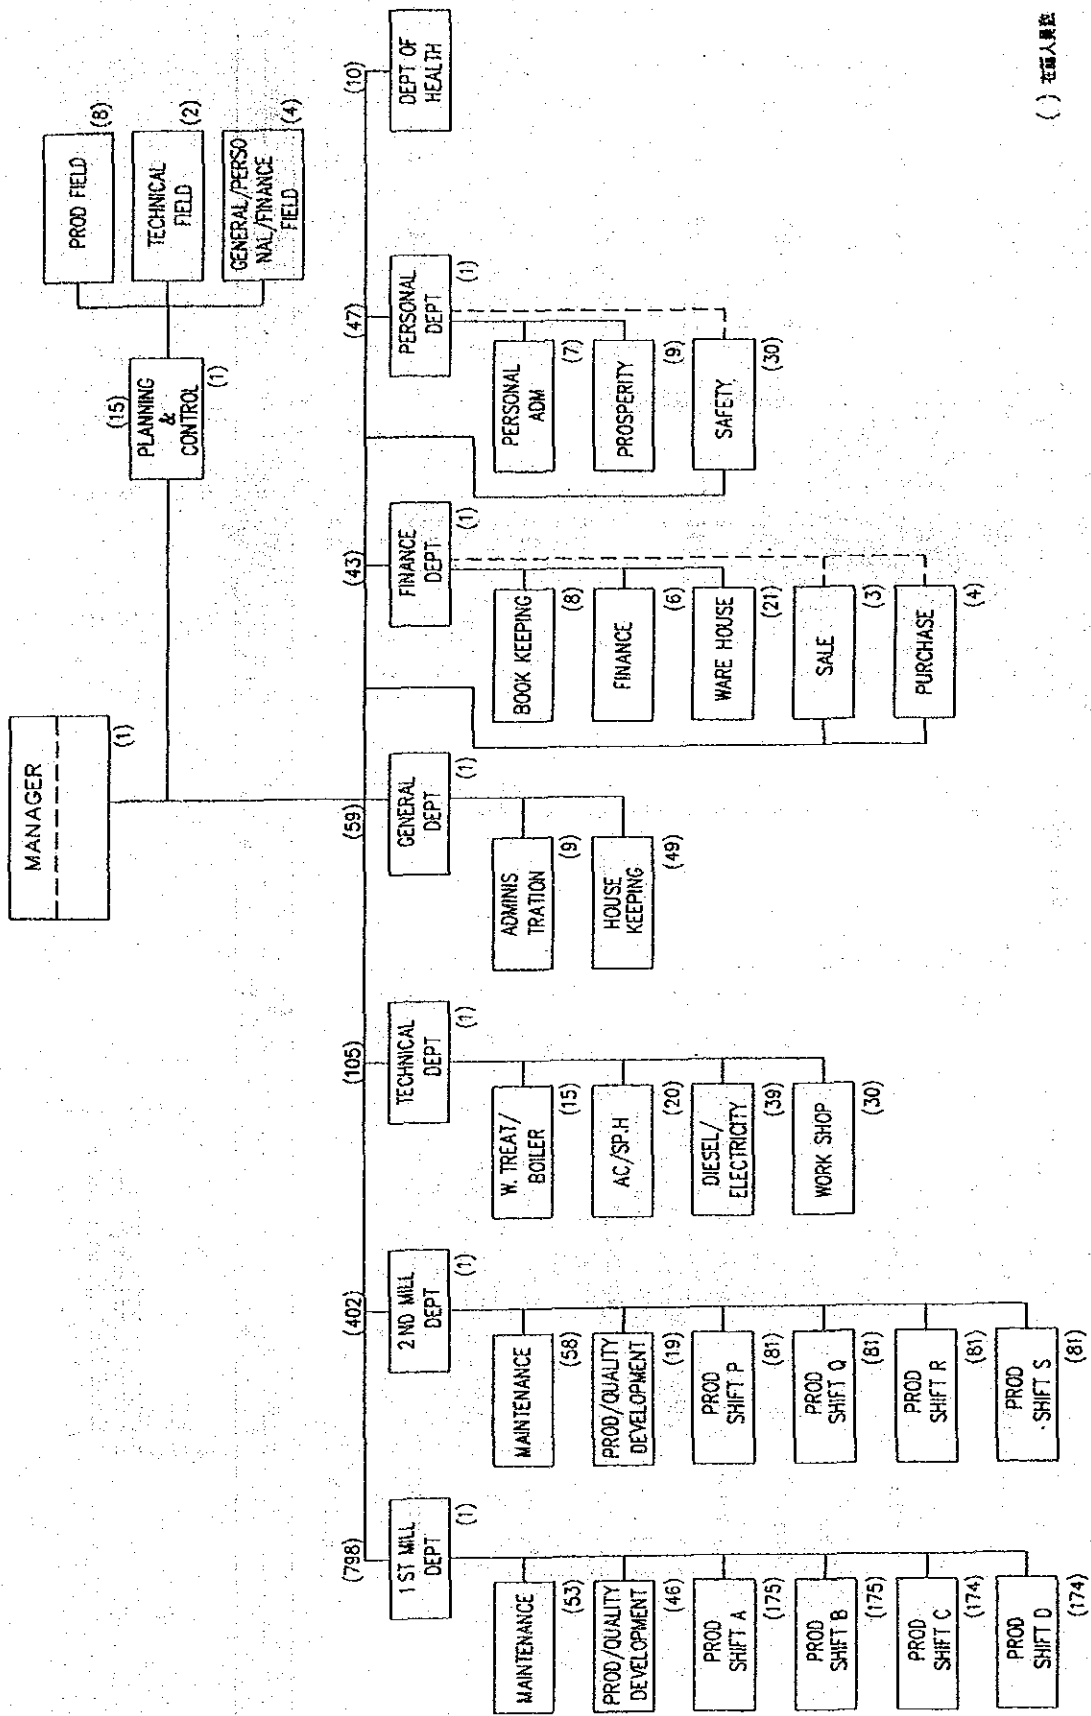 MANAGER
(1)
(15)
PLANNING
&
CONTROL
(1)
PROD FIELD
(8)
TECHNICAL
FIELD
(2)
GENERAL/PERSO
NAL/FINANCE
FIELD
(4)
(798)
1 ST MILL
DEPT
(1)
MAINTENANCE
(53)
PROD/QUALITY
DEVELOPMENT
(46)
PROD
SHIFT A
(175)
PROD
SHIFT B
(175)
PROD
SHIFT C
(174)
PROD
SHIFT D
(174)
(402)
2 ND MILL
DEPT
(1)
MAINTENANCE
(58)
PROD/QUALITY
DEVELOPMENT
(19)
PROD
SHIFT P
(81)
PROD
SHIFT Q
(81)
PROD
SHIFT R
(81)
PROD
SHIFT S
(81)
(105)
TECHNICAL
DEPT
(1)
W. TREAT/
BOILER
(15)
AC/SP.H
(20)
DIESEL/
ELECTRICITY
(39)
WORK SHOP
(30)
(59)
GENERAL
DEPT
(1)
ADMINIS
TRATION
(9)
HOUSE
KEEPING
(49)
(43)
FINANCE
DEPT
(1)
BOOK KEEPING
(8)
FINANCE
(6)
WARE HOUSE
(21)
SALE
(3)
PURCHASE
(4)
(47)
PERSONAL
DEPT
(1)
PERSONAL
ADM
(7)
PROSPERITY
(9)
SAFETY
(30)
(10)
DEPT OF
HEALTH
( ) 在籍人員数